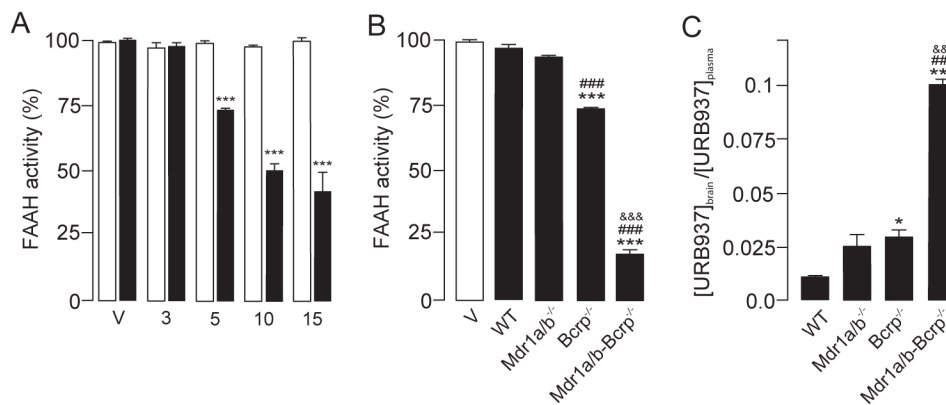 A
FAAH activity (%)
100
75
50
25
0
***
***
***
V 3 5 10 15
B
FAAH activity (%)
100
75
50
25
0
###
***
&&&
###
***
V
WT
Mdr1a/b-/-
Bcrp-/-
Mdr1a/b-Bcrp-/-
C
[URB937]brain/[URB937]plasma
0.1
0.05
0.025
0.0
*
&&
##
**
WT
Mdr1a/b-/-
Bcrp-/-
Mdr1a/b-Bcrp-/-